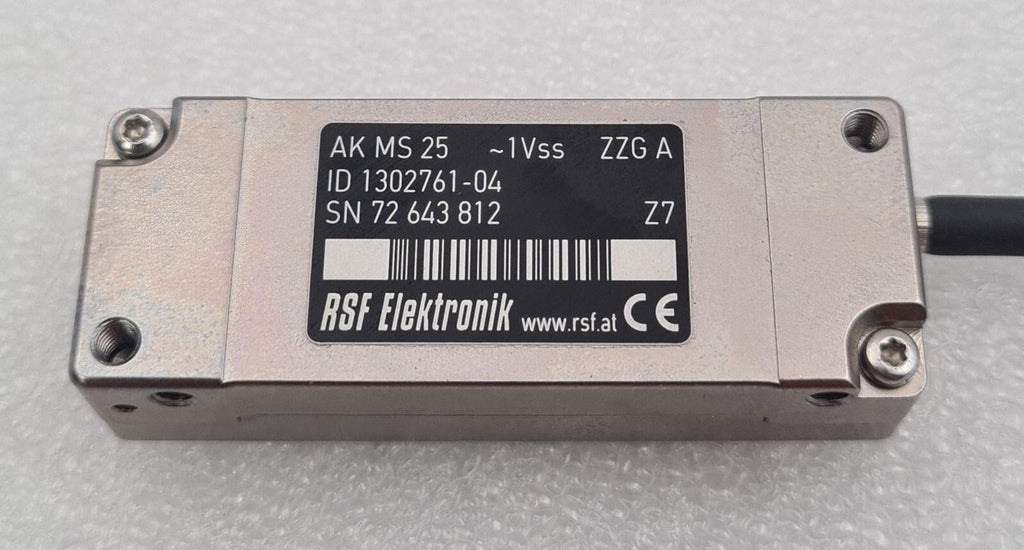 AK MS 25 ~1Vss ZZG A
ID 1302761-04
SN 72 643 812 Z7
RSF Elektronik www.rsf.at CE